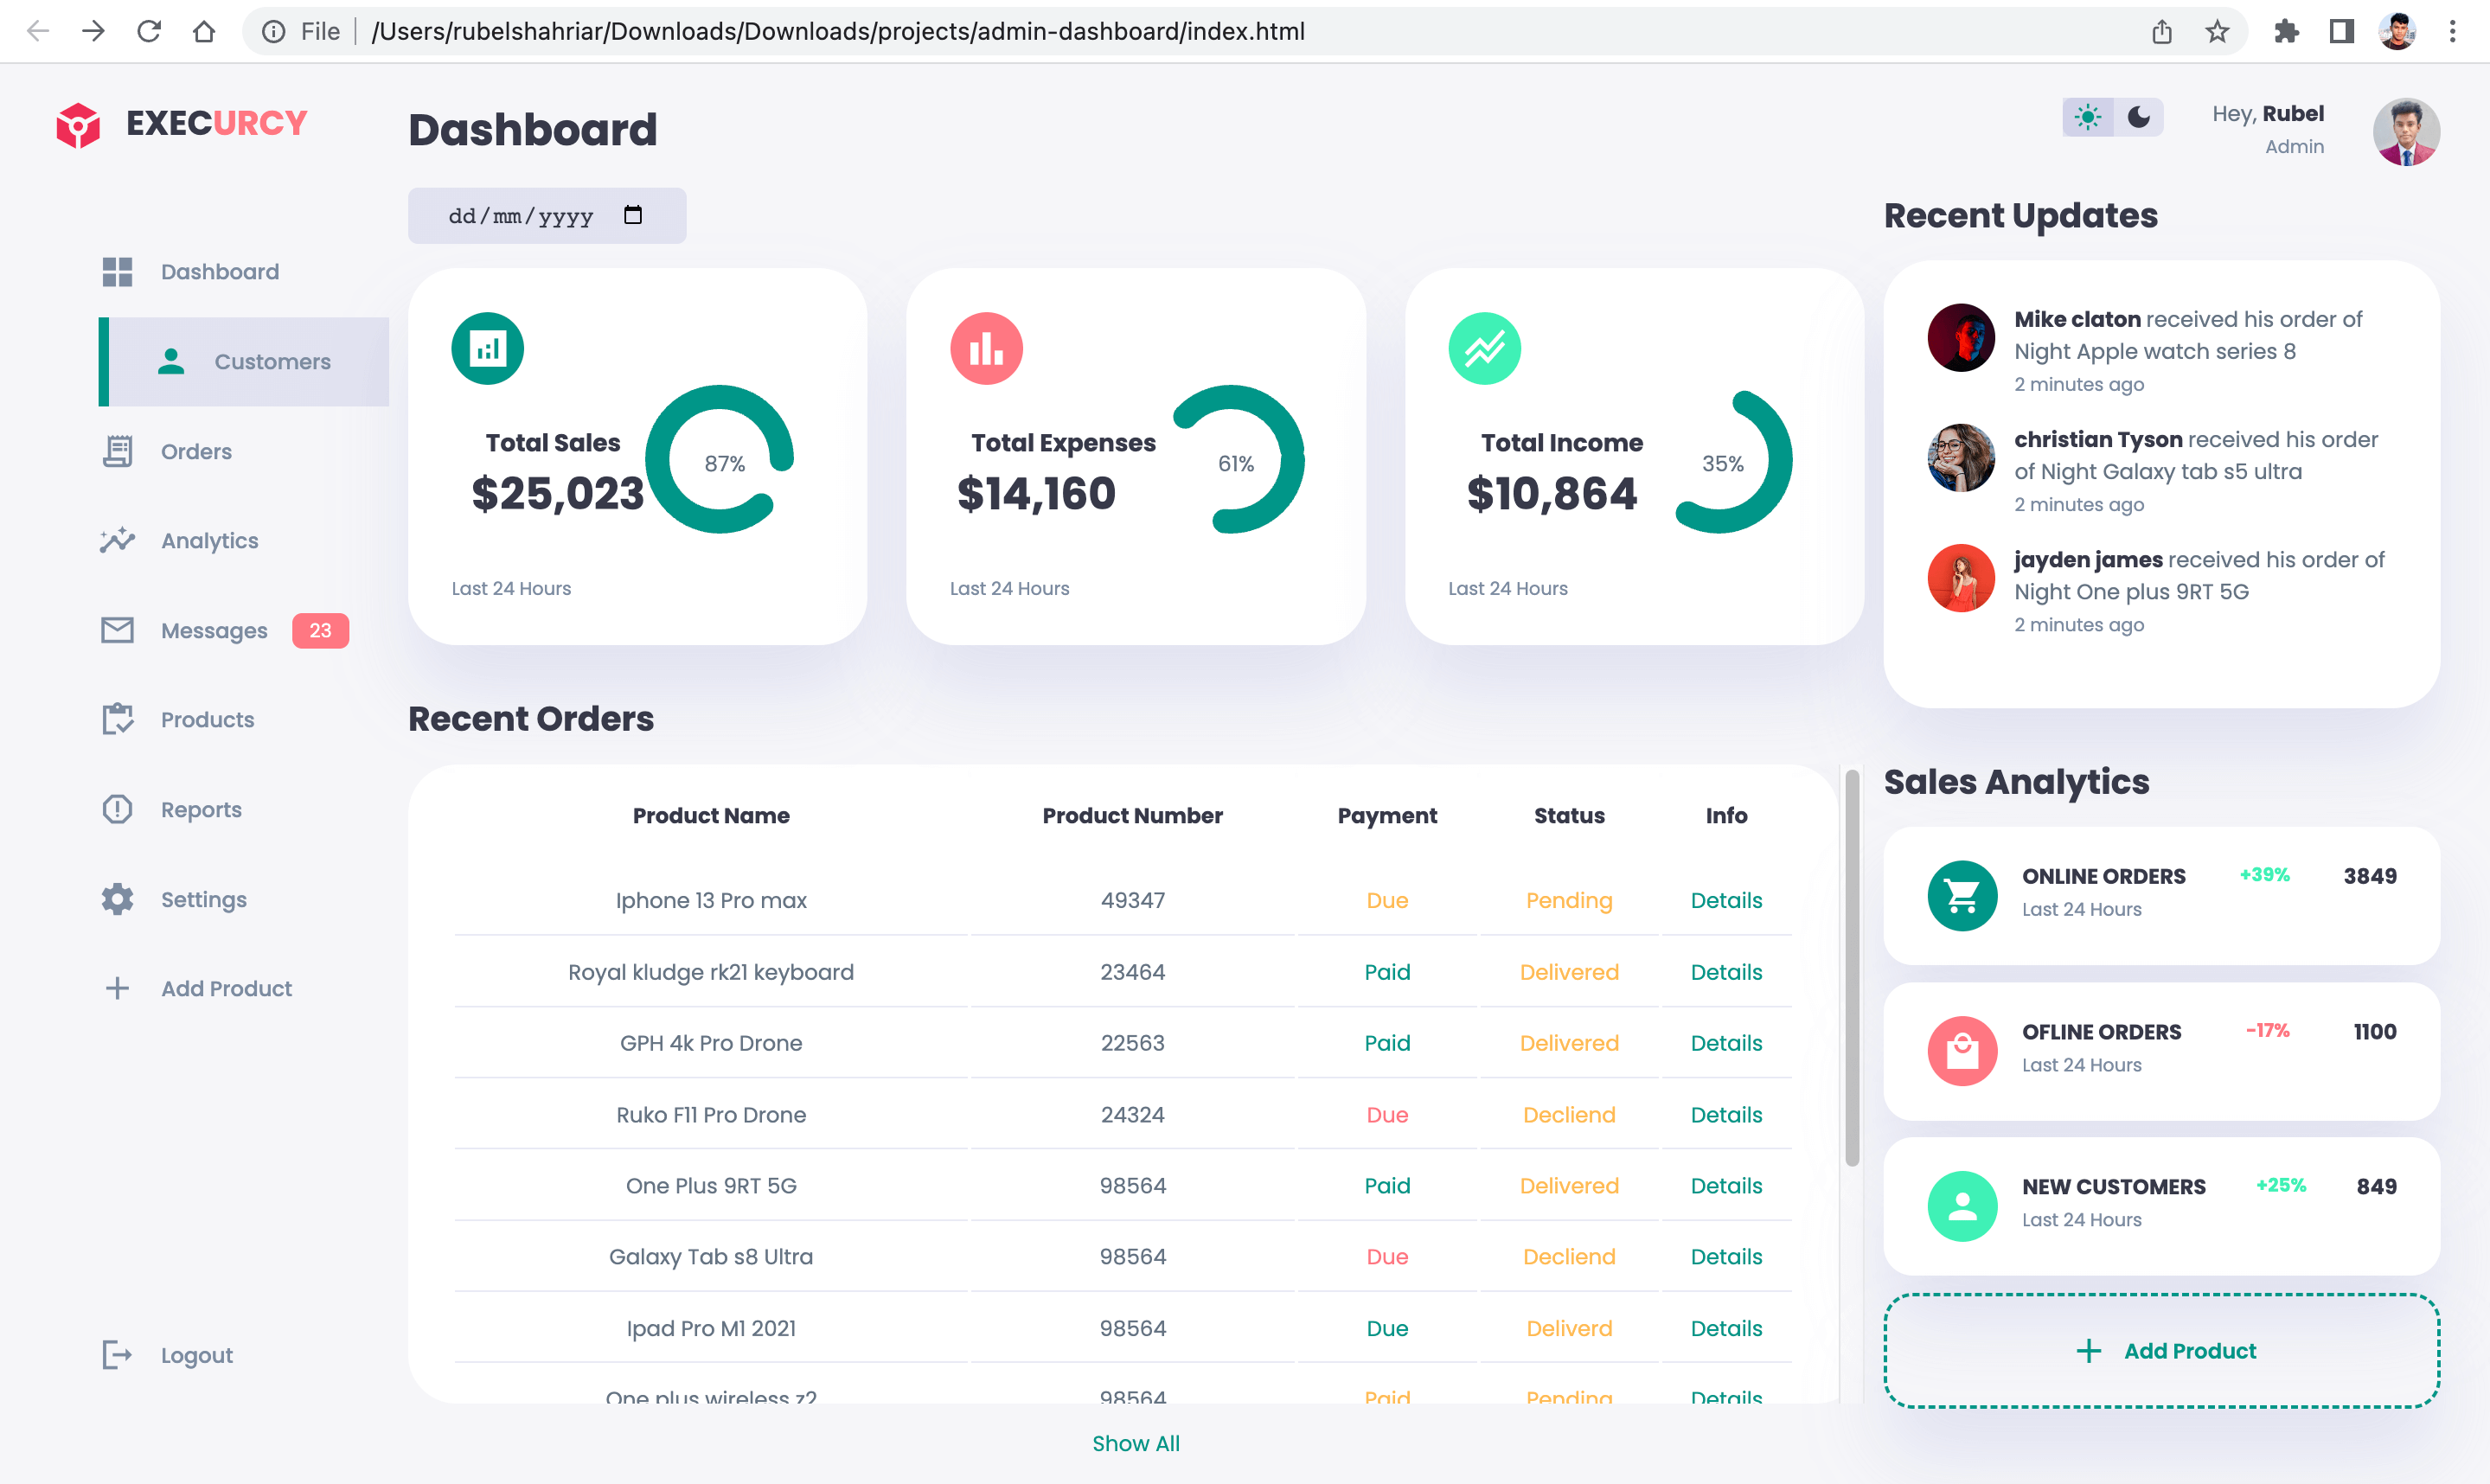 File | /Users/rubelshahriar/Downloads/Downloads/projects/admin-dashboard/index.html
EXECURCY
Dashboard
Customers
Orders
Analytics
Messages 23
Products
Reports
Settings
Add Product
Logout
Dashboard
dd/mm/yyyy
Total Sales
$25,023
87%
Last 24 Hours
Total Expenses
$14,160
61%
Last 24 Hours
Total Income
$10,864
35%
Last 24 Hours
Recent Orders
Product Name Product Number Payment Status Info
Iphone 13 Pro max 49347 Due Pending Details
Royal kludge rk21 keyboard 23464 Paid Delivered Details
GPH 4k Pro Drone 22563 Paid Delivered Details
Ruko F11 Pro Drone 24324 Due Decliend Details
One Plus 9RT 5G 98564 Paid Delivered Details
Galaxy Tab s8 Ultra 98564 Due Decliend Details
Ipad Pro M1 2021 98564 Due Deliverd Details
One plus wireless z2 98564 Paid Pending Details
Show All
Hey, Rubel
Admin
Recent Updates
Mike claton received his order of
Night Apple watch series 8
2 minutes ago
christian Tyson received his order
of Night Galaxy tab s5 ultra
2 minutes ago
jayden james received his order of
Night One plus 9RT 5G
2 minutes ago
Sales Analytics
ONLINE ORDERS +39% 3849
Last 24 Hours
OFLINE ORDERS -17% 1100
Last 24 Hours
NEW CUSTOMERS +25% 849
Last 24 Hours
Add Product